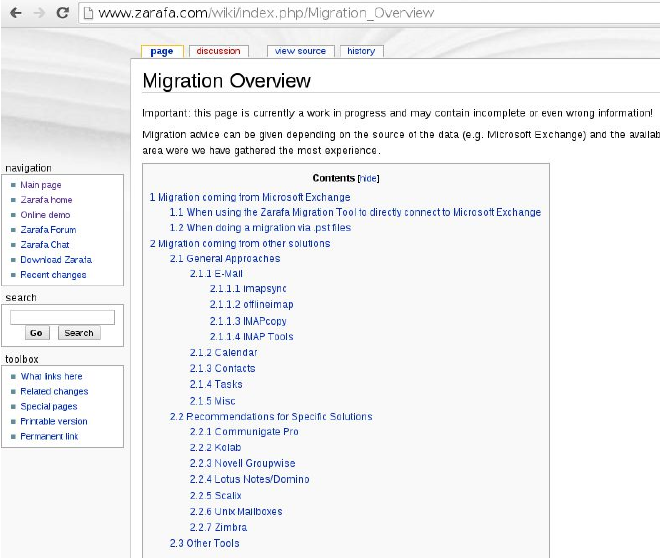 www.zarafa.com/wiki/index.php/Migration_Overview
page discussion view source history
Migration Overview
Important: this page is currently a work in progress and may contain incomplete or even wrong information!
Migration advice can be given depending on the source of the data (e.g. Microsoft Exchange) and the availab
area were we have gathered the most experience.
navigation
Main page
Zarafa home
Online demo
Zarafa Forum
Zarafa Chat
Download Zarafa
Recent changes
search
Go Search
toolbox
What links here
Related changes
Special pages
Printable version
Permanent link
Contents [hide]
1 Migration coming from Microsoft Exchange
1.1 When using the Zarafa Migration Tool to directly connect to Microsoft Exchange
1.2 When doing a migration via .pst files
2 Migration coming from other solutions
2.1 General Approaches
2.1.1 E-Mail
2.1.1.1 imapsync
2.1.1.2 offlineimap
2.1.1.3 IMAPcopy
2.1.1.4 IMAP Tools
2.1.2 Calendar
2.1.3 Contacts
2.1.4 Tasks
2.1.5 Misc
2.2 Recommendations for Specific Solutions
2.2.1 Communigate Pro
2.2.2 Kolab
2.2.3 Novell Groupwise
2.2.4 Lotus Notes/Domino
2.2.5 Scalix
2.2.6 Unix Mailboxes
2.2.7 Zimbra
2.3 Other Tools